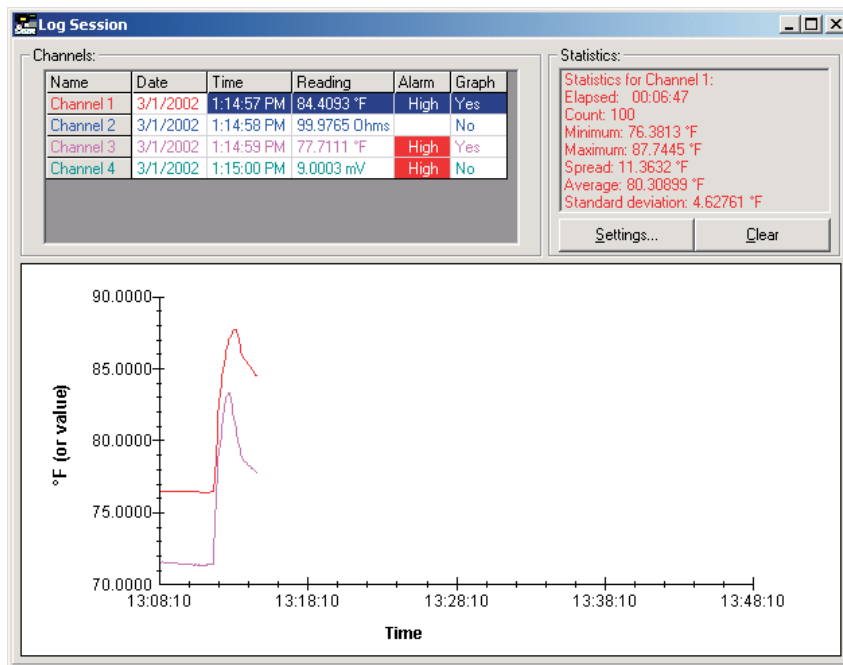 Log Session
Channels:
Name Date Time Reading Alarm Graph
Channel 1 3/1/2002 1:14:57 PM 84.4093 °F High Yes
Channel 2 3/1/2002 1:14:58 PM 99.9765 Ohms No
Channel 3 3/1/2002 1:14:59 PM 77.7111 °F High Yes
Channel 4 3/1/2002 1:15:00 PM 9.0003 mV High No
Statistics:
Statistics for Channel 1:
Elapsed: 00:06:47
Count: 100
Minimum: 76.3813 °F
Maximum: 87.7445 °F
Spread: 11.3632 °F
Average: 80.30899 °F
Standard deviation: 4.62761 °F
Settings... Clear
90.0000
85.0000
80.0000
75.0000
70.0000
°F (or value)
13:08:10 13:18:10 13:28:10 13:38:10 13:48:10
Time